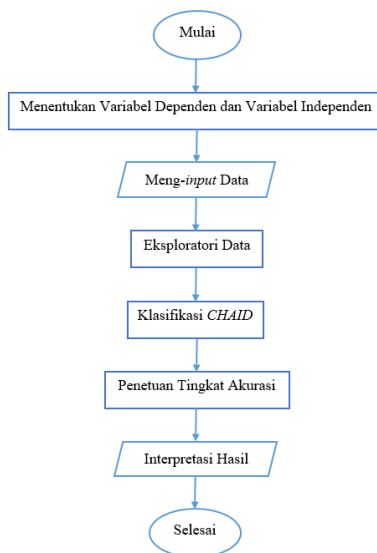 Mulai
Menentukan Variabel Dependen dan Variabel Independen
Meng-input Data
Eksploratori Data
Klasifikasi CHAID
Penetuan Tingkat Akurasi
Interpretasi Hasil
Selesai